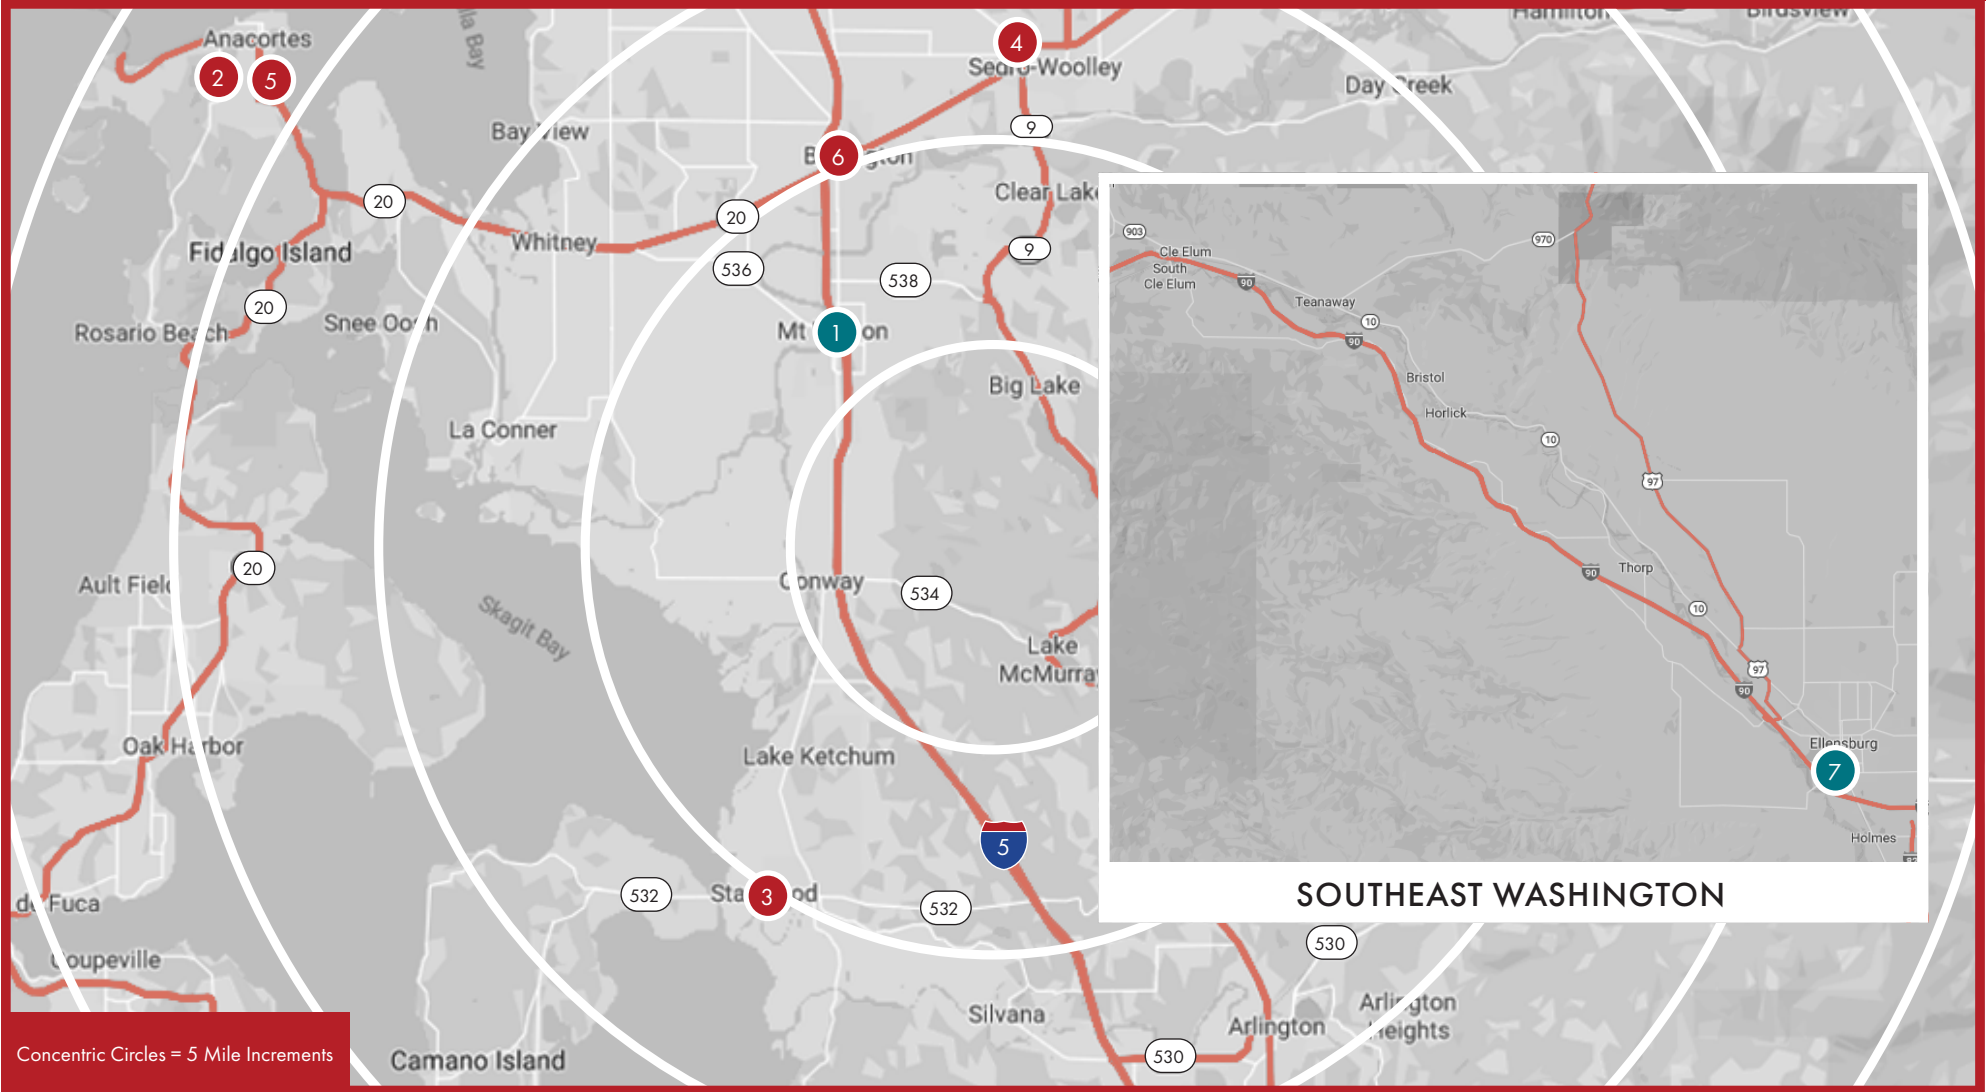 Hamilton
Birdsview
Anacortes
4
Sedro-Woolley
2
5
Day Creek
Bay View
9
6
Clear Lake
20
20
Whitney
9
Fidalgo Island
536
538
20
Rosario Beach
Snee Oosh
1
Big Lake
La Conner
Conway
534
20
Ault Field
Skagit Bay
Lake
McMurray
Oak Harbor
Lake Ketchum
5
532
3
532
de Fuca
Coupeville
530
Silvana
Arlington
Arlington
Heights
530
Camano Island
903
970
Cle Elum
South
Cle Elum
90
Teanaway
10
90
Bristol
Horlick
10
97
90
Thorp
10
97
90
Ellensburg
7
Holmes
82
SOUTHEAST WASHINGTON
Concentric Circles = 5 Mile Increments